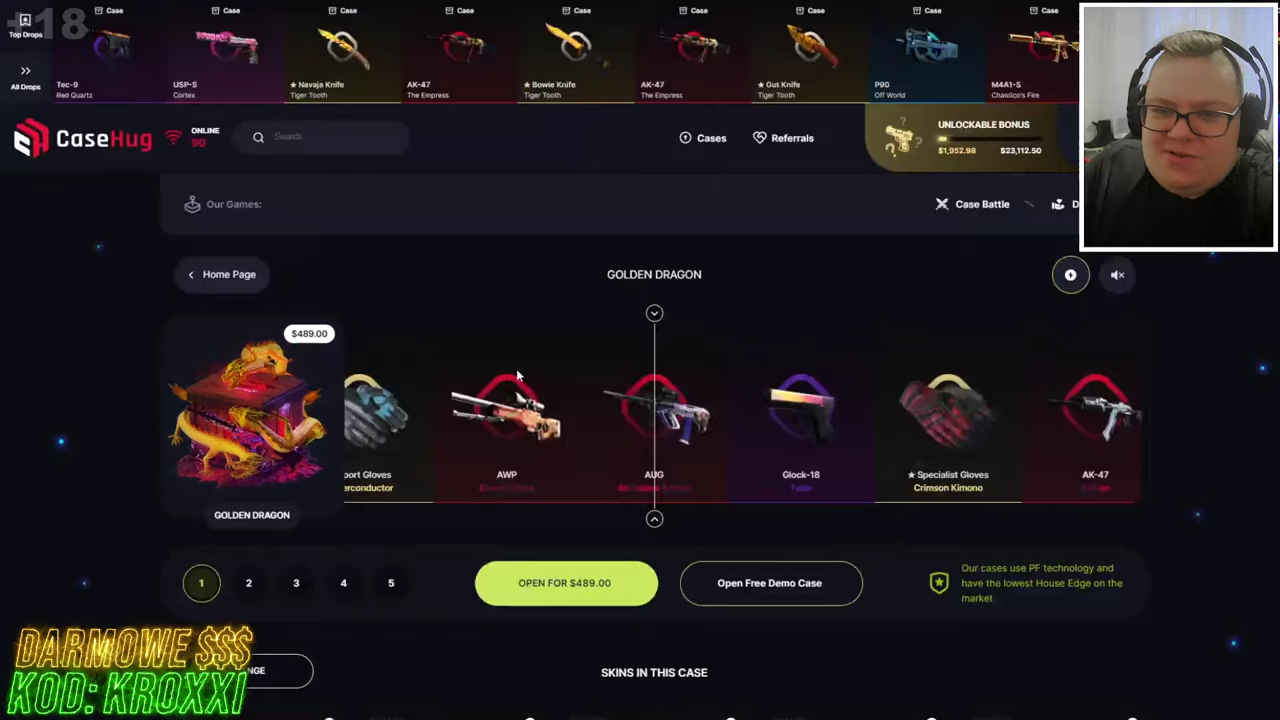 +18
Top Drops
All Drops
Case
Case
Case
Case
Case
Case
Case
Case
Case
Tec-9
Red Quartz
USP-S
Cortex
★ Navaja Knife
Tiger Tooth
AK-47
The Empress
★ Bowie Knife
Tiger Tooth
AK-47
The Empress
★ Gut Knife
Tiger Tooth
P90
Off World
M4A1-S
Chantico's Fire
CaseHug
ONLINE
90
Search
Cases
Referrals
UNLOCKABLE BONUS
$1,952.98
$23,112.50
Our Games:
Case Battle
D
Home Page
GOLDEN DRAGON
$489.00
GOLDEN DRAGON
port Gloves
erconductor
AWP
AUG
Glock-18
Fade
★ Specialist Gloves
Crimson Kimono
AK-47
1
2
3
4
5
OPEN FOR $489.00
Open Free Demo Case
Our cases use PF technology and
have the lowest House Edge on the
market
DARMOWE $$$
KOD: KROXXI
NGE
SKINS IN THIS CASE